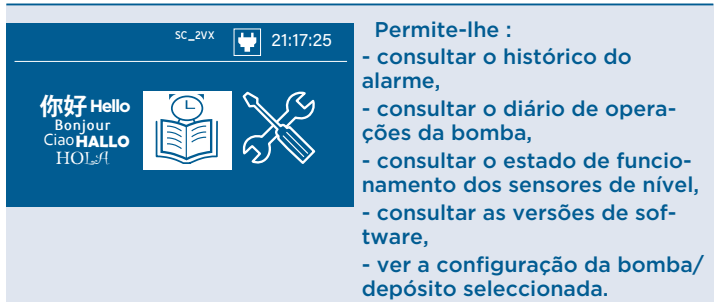 SC_2VX 21:17:25
你好 Hello
Bonjour
Ciao HALLO
HOLA
Permite-lhe :
- consultar o histórico do
alarme,
- consultar o diário de opera-
ções da bomba,
- consultar o estado de funcio-
namento dos sensores de nível,
- consultar as versões de sof-
tware,
- ver a configuração da bomba/
depósito seleccionada.